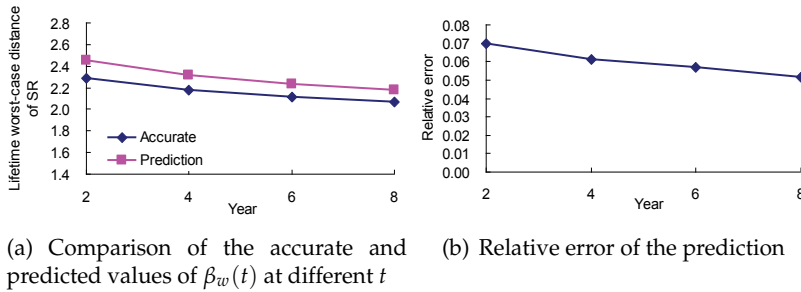 Lifetime worst-case distance
of SR
2.8
2.6
2.4
2.2
2.0
1.8
1.6
1.4
Accurate
Prediction
2 4 6 8
Year
Relative error
0.08
0.07
0.06
0.05
0.04
0.03
0.02
0.01
0.00
2 4 6 8
Year
(a) Comparison of the accurate and
predicted values of βw(t) at different t
(b) Relative error of the prediction